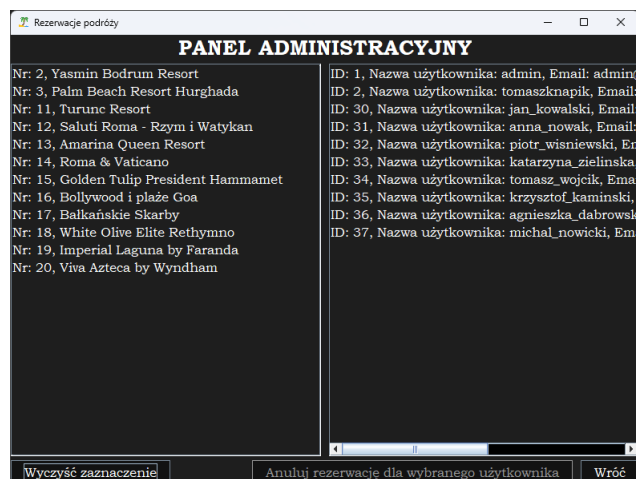 Rezerwacje podróży
PANEL ADMINISTRACYJNY
Nr: 2, Yasmin Bodrum Resort
Nr: 3, Palm Beach Resort Hurghada
Nr: 11, Turunc Resort
Nr: 12, Saluti Roma - Rzym i Watykan
Nr: 13, Amarina Queen Resort
Nr: 14, Roma & Vaticano
Nr: 15, Golden Tulip President Hammamet
Nr: 16, Bollywood i plaże Goa
Nr: 17, Bałkańskie Skarby
Nr: 18, White Olive Elite Rethymno
Nr: 19, Imperial Laguna by Faranda
Nr: 20, Viva Azteca by Wyndham
ID: 1, Nazwa użytkownika: admin, Email: admin@
ID: 2, Nazwa użytkownika: tomaszknapik, Email:
ID: 30, Nazwa użytkownika: jan_kowalski, Email:
ID: 31, Nazwa użytkownika: anna_nowak, Email:
ID: 32, Nazwa użytkownika: piotr_wisniewski, Em
ID: 33, Nazwa użytkownika: katarzyna_zielinska
ID: 34, Nazwa użytkownika: tomasz_wojcik, Ema
ID: 35, Nazwa użytkownika: krzysztof_kaminski,
ID: 36, Nazwa użytkownika: agnieszka_dabrowsk
ID: 37, Nazwa użytkownika: michal_nowicki, Em
Wyczyść zaznaczenie
Anuluj rezerwację dla wybranego użytkownika
Wróć